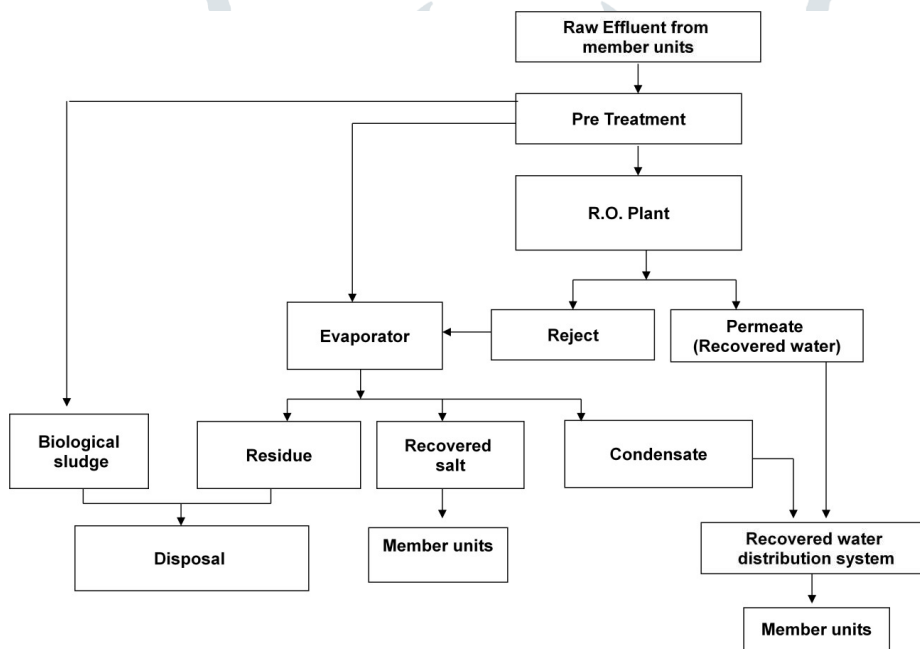 Raw Effluent from
member units
Pre Treatment
R.O. Plant
Evaporator
Reject
Permeate
(Recovered water)
Biological
sludge
Residue
Recovered
salt
Condensate
Disposal
Member units
Recovered water
distribution system
Member units